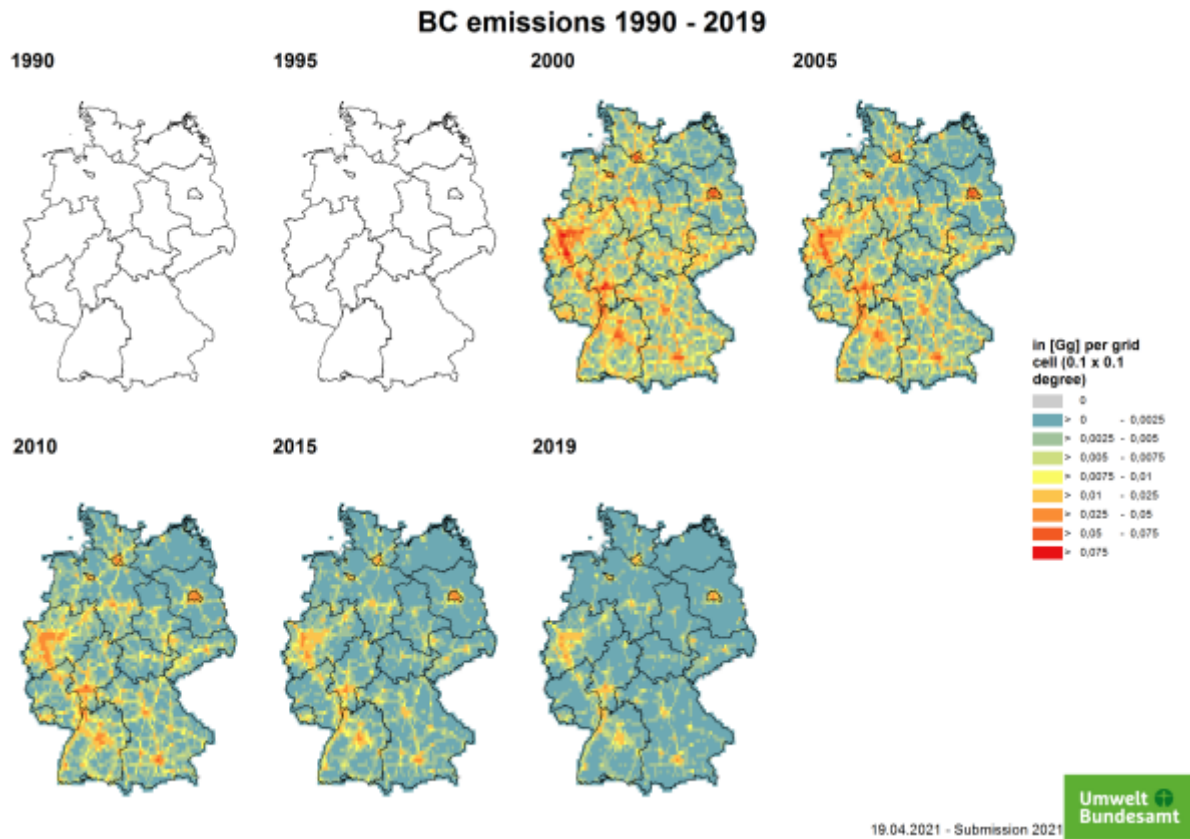 BC emissions 1990 - 2019
1990
1995
2000
2005
in [Gg] per grid
cell (0.1 x 0.1
degree)
0
> 0 - 0,0025
> 0,0025 - 0,005
> 0,005 - 0,0075
> 0,0075 - 0,01
> 0,01 - 0,025
> 0,025 - 0,05
> 0,05 - 0,075
> 0,075
2010
2015
2019
Umwelt
Bundesamt
19.04.2021 - Submission 2021